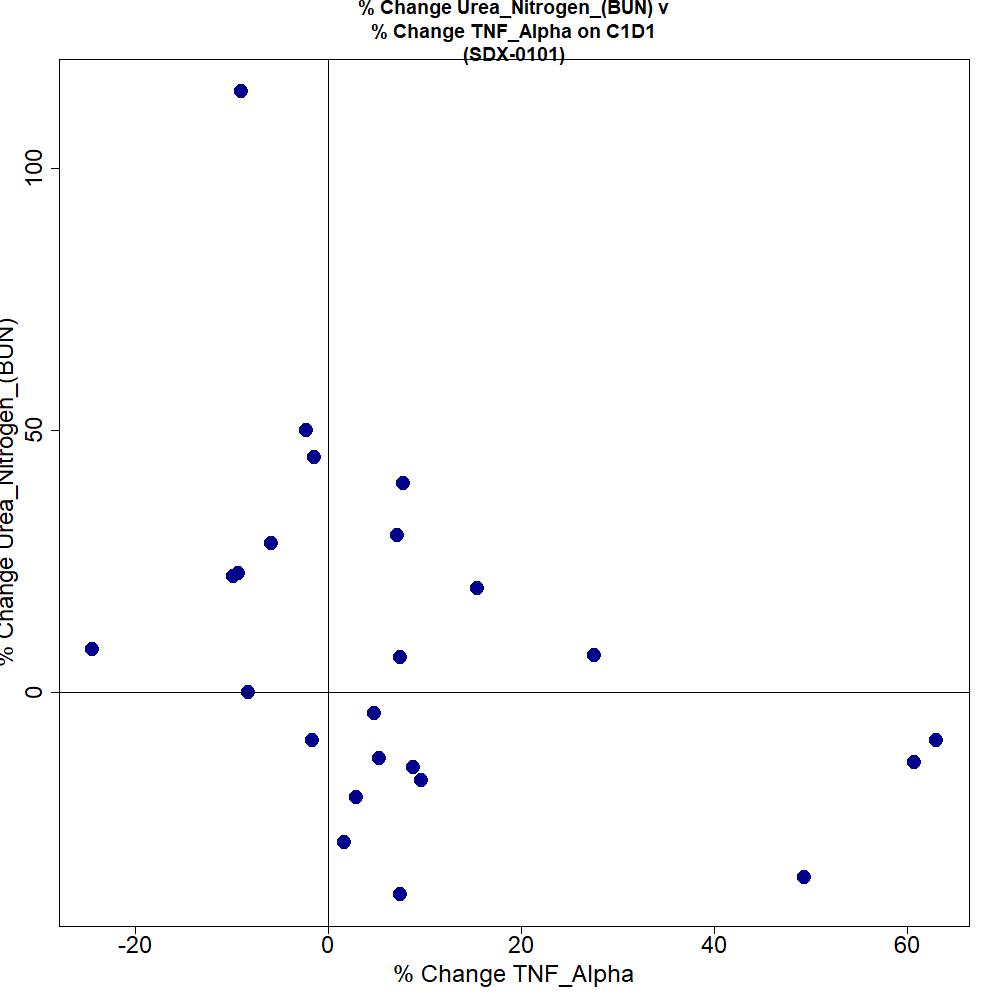 % Change Urea_Nitrogen_(BUN) v
% Change TNF_Alpha on C1D1
(SDX-0101)
% Change Urea_Nitrogen_(BUN)
100
50
0
-20 0 20 40 60
% Change TNF_Alpha